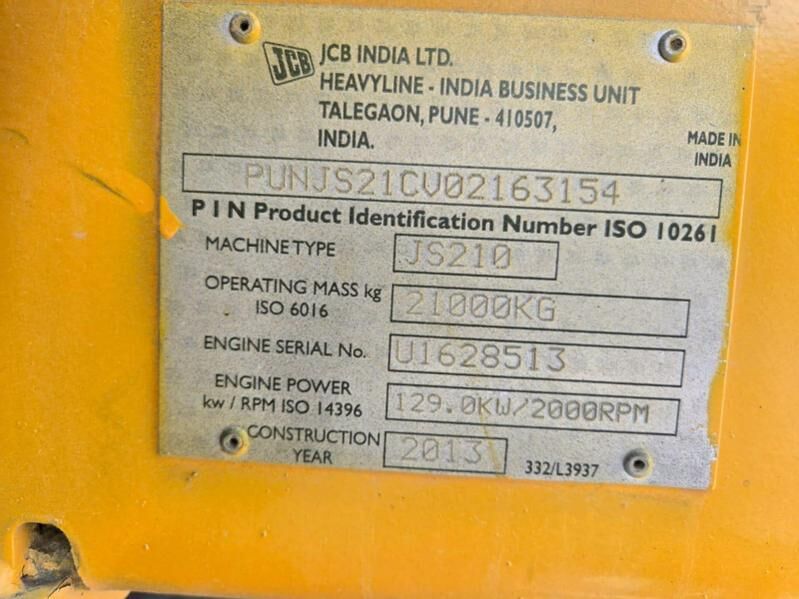 JCB
JCB INDIA LTD.
HEAVYLINE - INDIA BUSINESS UNIT
TALEGAON, PUNE - 410507,
INDIA.
MADE IN
INDIA
PUNJS21CV02163154
P I N Product Identification Number ISO 10261
MACHINE TYPE
JS210
OPERATING MASS kg
ISO 6016
21000KG
ENGINE SERIAL No.
U1628513
ENGINE POWER
kw / RPM ISO 14396
129.0KW/2000RPM
CONSTRUCTION
YEAR
2013
332/L3937